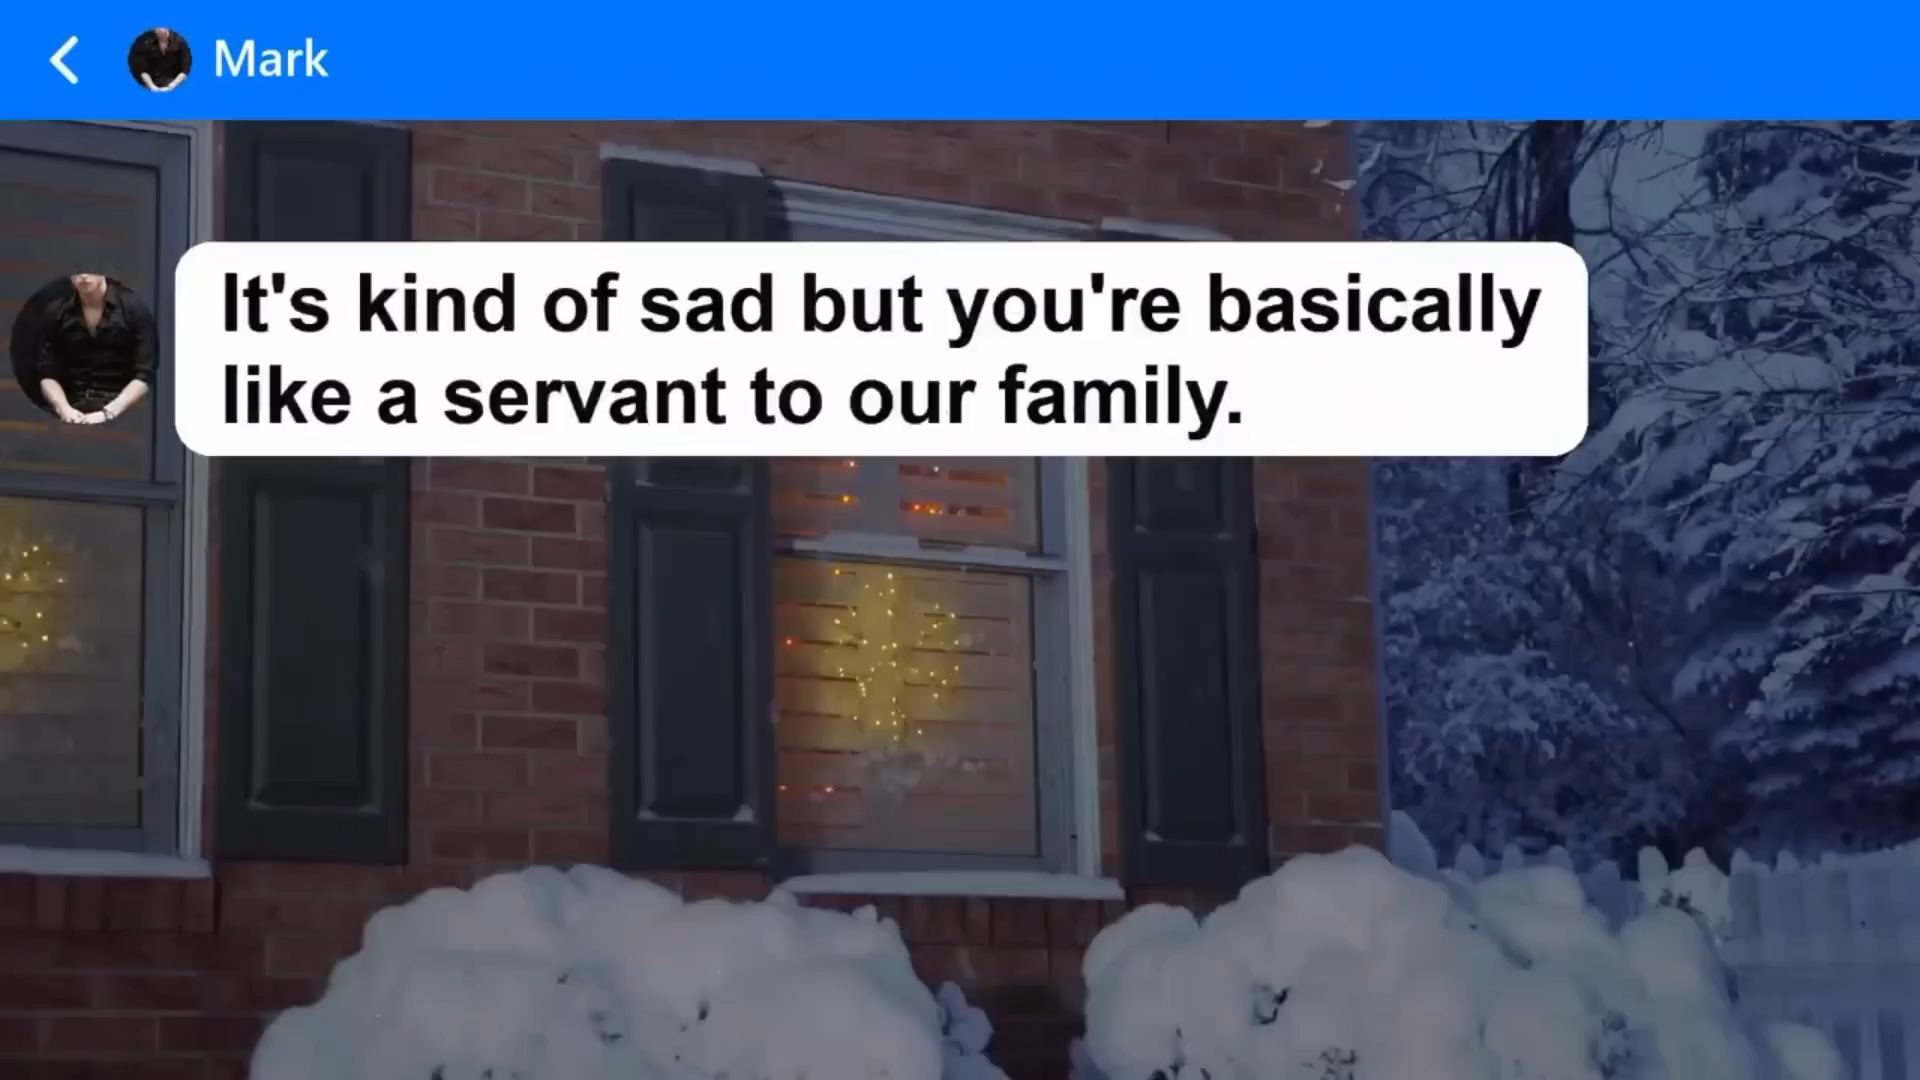 Mark
It's kind of sad but you're basically
like a servant to our family.